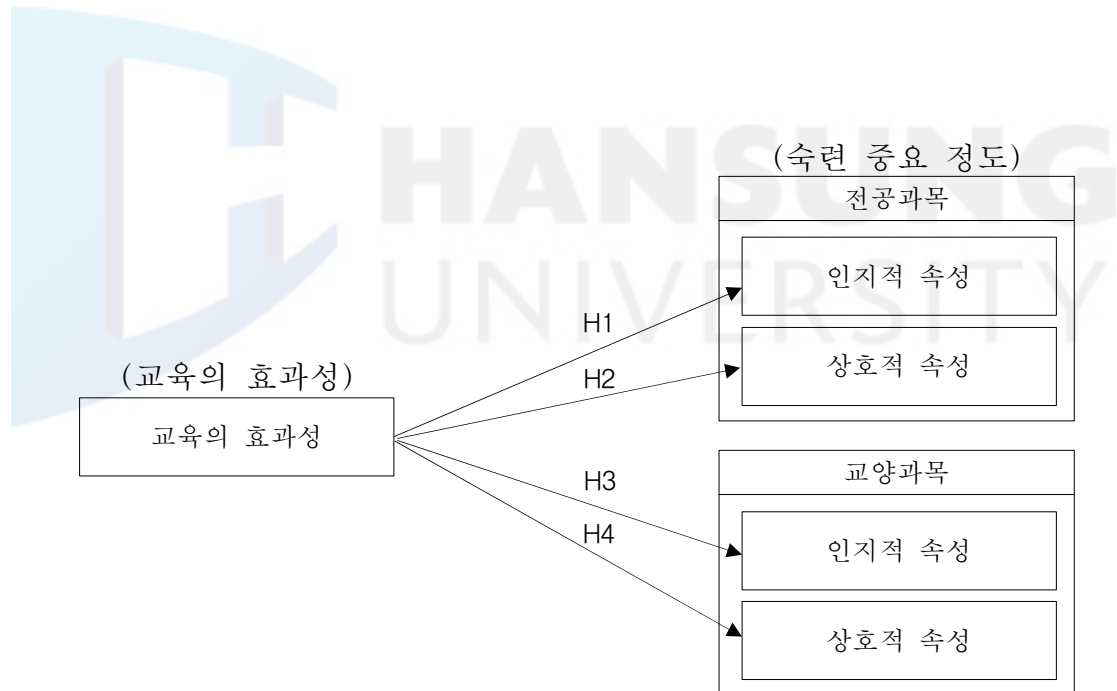 HANSUNG
UNIVERSITY
(숙련 중요 정도)
전공과목
인지적 속성
H1
상호적 속성
(교육의 효과성)
H2
교육의 효과성
교양과목
H3
인지적 속성
H4
상호적 속성